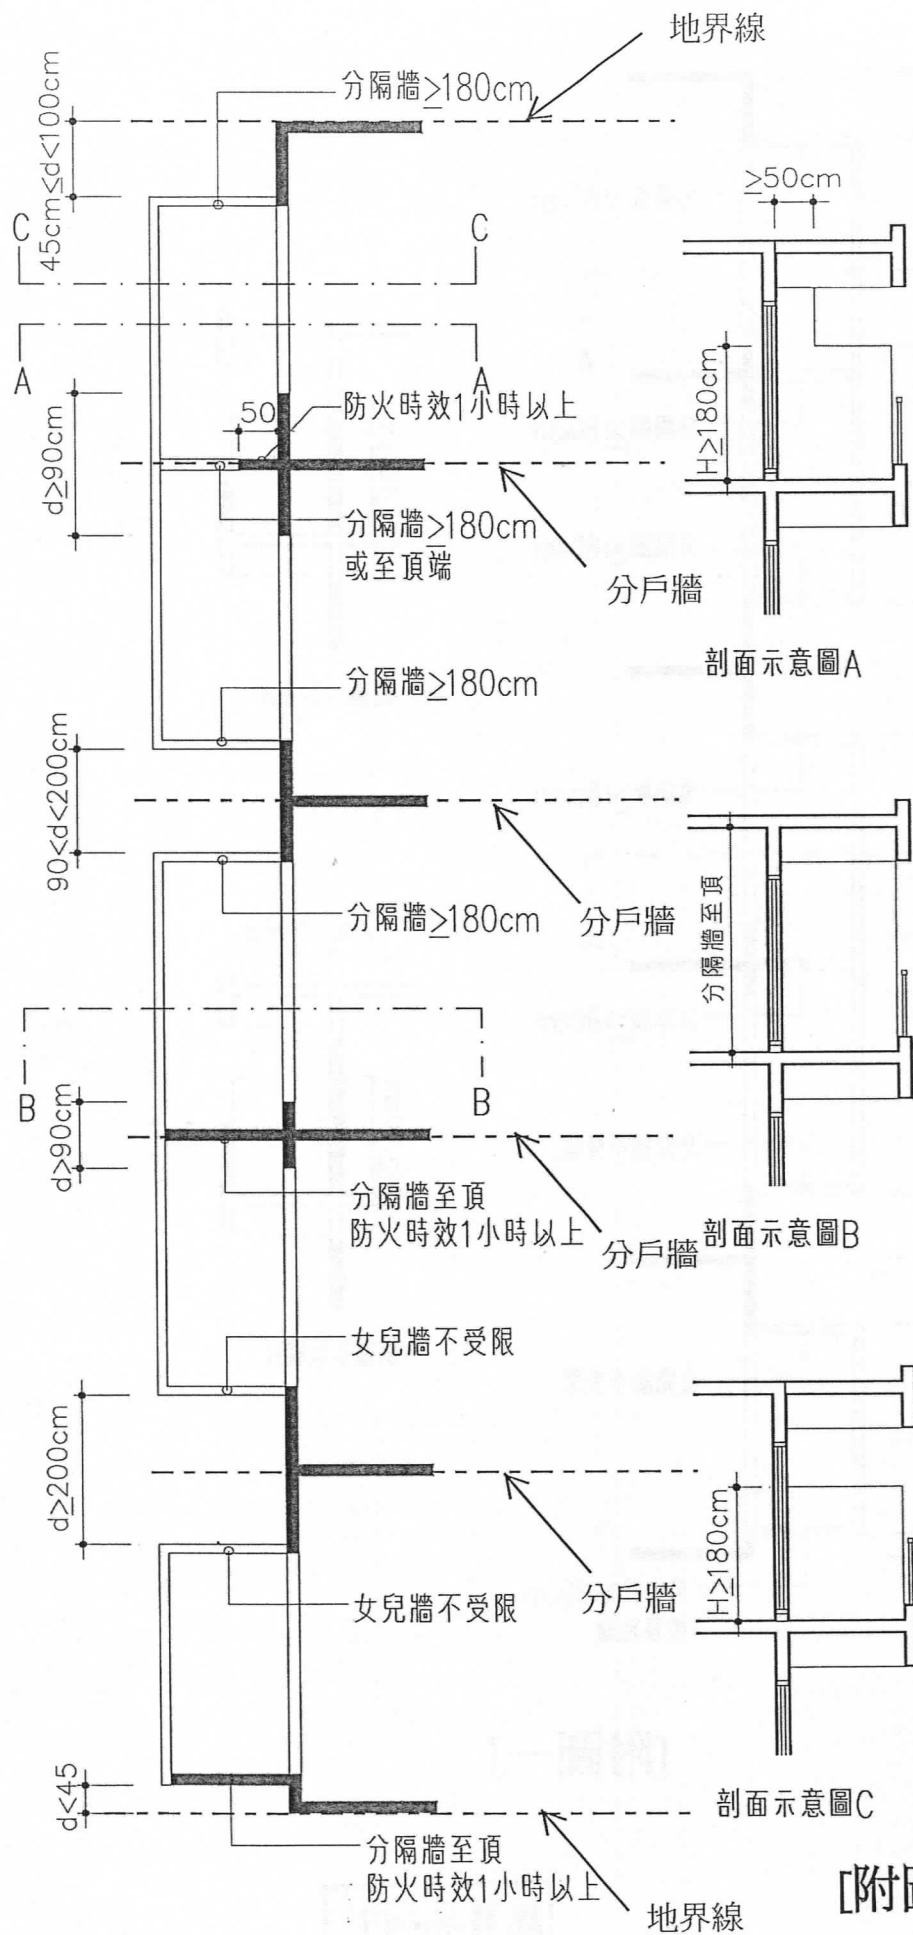 地界線
分隔牆≥180cm
45cm≤d<100cm
≥50cm
C
C
A
A
50
防火時效1小時以上
H≥180cm
d≥90cm
分隔牆≥180cm
或至頂端
分戶牆
剖面示意圖A
分隔牆≥180cm
90<d<200cm
分隔牆≥180cm
分戶牆
分隔牆至頂
B
B
d>90cm
分隔牆至頂
防火時效1小時以上
分戶牆
剖面示意圖B
女兒牆不受限
d≥200cm
H≥180cm
分戶牆
女兒牆不受限
d<45
剖面示意圖C
分隔牆至頂
防火時效1小時以上
地界線
[附